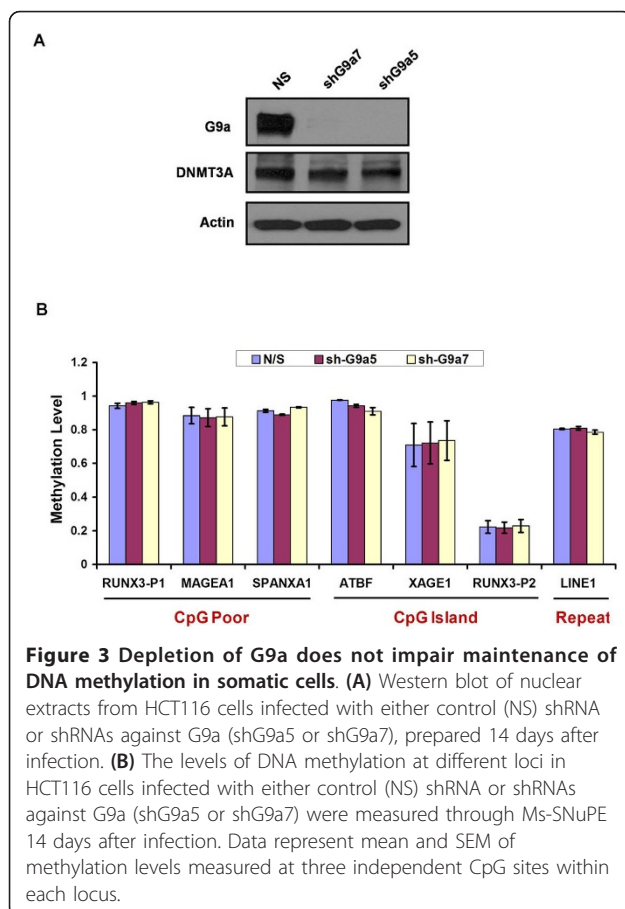 A
NS shG9a7 shG9a5
G9a
DNMT3A
Actin
B
N/S sh-G9a5 sh-G9a7
Methylation Level
1.2
1
0.8
0.6
0.4
0.2
0
RUNX3-P1 MAGEA1 SPANXA1 ATBF XAGE1 RUNX3-P2 LINE1
CpG Poor CpG Island Repeat
Figure 3 Depletion of G9a does not impair maintenance of
DNA methylation in somatic cells. (A) Western blot of nuclear
extracts from HCT116 cells infected with either control (NS) shRNA
or shRNAs against G9a (shG9a5 or shG9a7), prepared 14 days after
infection. (B) The levels of DNA methylation at different loci in
HCT116 cells infected with either control (NS) shRNA or shRNAs
against G9a (shG9a5 or shG9a7) were measured through Ms-SNuPE
14 days after infection. Data represent mean and SEM of
methylation levels measured at three independent CpG sites within
each locus.